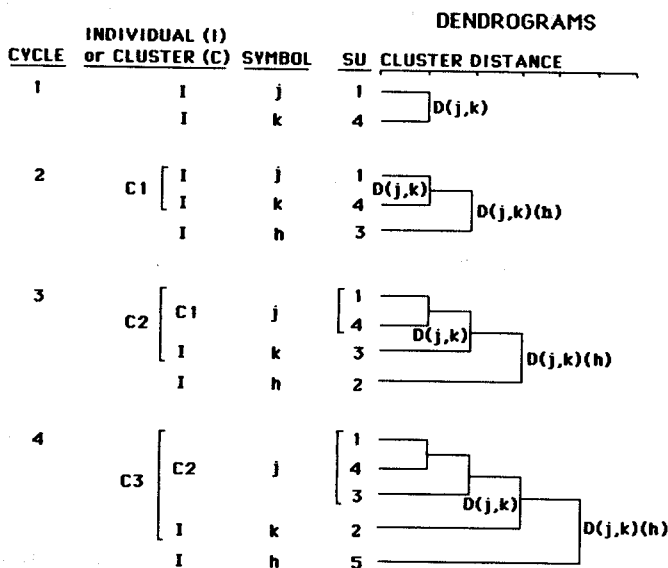 DENDROGRAMS
INDIVIDUAL (I)
CYCLE or CLUSTER (C) SYMBOL SU CLUSTER DISTANCE
1 I j 1
D(j,k)
I k 4
2 I j 1
C1 D(j,k)
I k 4
D(j,k)(h)
I h 3
3 1
C2 C1 j
4
D(j,k)
I k 3
D(j,k)(h)
I h 2
4 1
C3 C2 j 4
3
D(j,k)
I k 2
D(j,k)(h)
I h 5